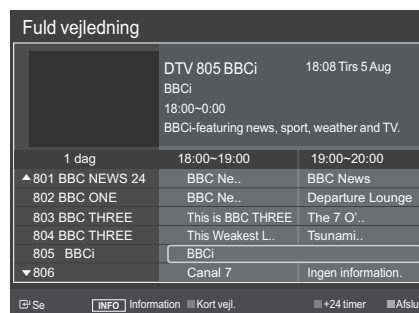 Fuld vejledning
DTV 805 BBCi 18:08 Tirs 5 Aug
BBCi
18:00~0:00
BBCi-featuring news, sport, weather and TV.
1 dag 18:00~19:00 19:00~20:00
▲801 BBC NEWS 24 BBC Ne.. BBC News
802 BBC ONE BBC Ne.. Departure Lounge
803 BBC THREE This is BBC THREE The 7 O'..
804 BBC THREE This Weakest L.. Tsunami..
805 BBCi BBCi
▼806 Canal 7 Ingen information.
Se INFO Information Kort vejl. +24 timer Afslu